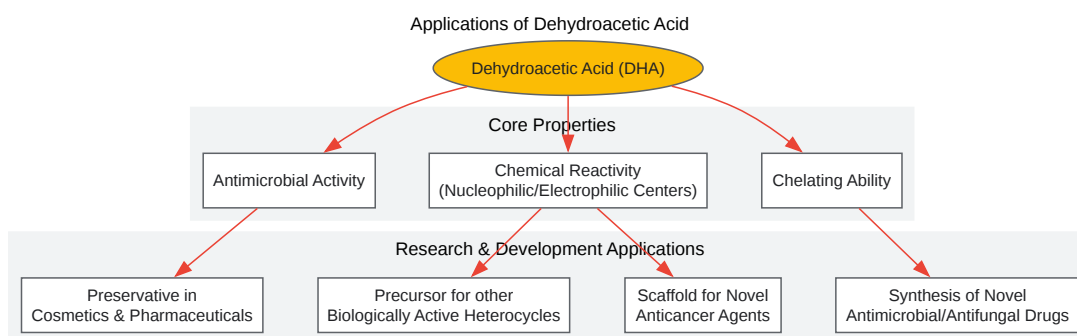 Applications of Dehydroacetic Acid
Dehydroacetic Acid (DHA)
Core Properties
Antimicrobial Activity
Chemical Reactivity
(Nucleophilic/Electrophilic Centers)
Chelating Ability
Research & Development Applications
Preservative in
Cosmetics & Pharmaceuticals
Precursor for other
Biologically Active Heterocycles
Scaffold for Novel
Anticancer Agents
Synthesis of Novel
Antimicrobial/Antifungal Drugs